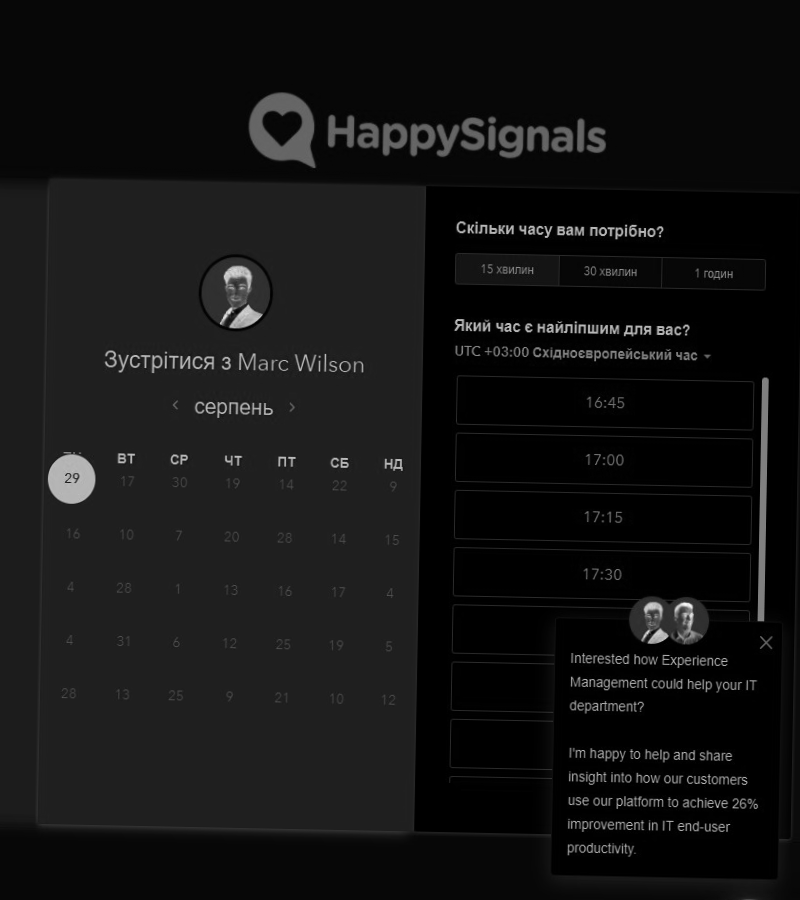 HappySignals
Зустрітися з Marc Wilson
серпень
ВТ СР ЧТ ПТ СБ НД
29 17 30 19 14 22 9
16 10 7 20 28 14 15
4 28 1 13 16 17 4
4 31 6 12 25 19 5
28 13 25 9 21 10 12
Скільки часу вам потрібно?
15 хвилин 30 хвилин 1 годин
Який час є найліпшим для вас?
UTC +03:00 Східноєвропейський час
16:45
17:00
17:15
17:30
Interested how Experience
Management could help your IT
department?
I'm happy to help and share
insight into how our customers
use our platform to achieve 26%
improvement in IT end-user
productivity.